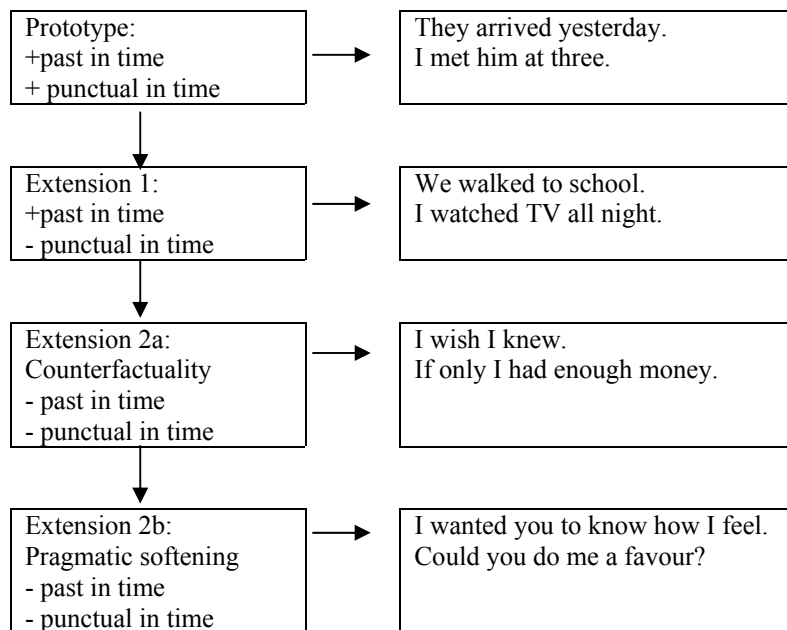 Prototype:
+past in time
+ punctual in time
They arrived yesterday.
I met him at three.
Extension 1:
+past in time
- punctual in time
We walked to school.
I watched TV all night.
Extension 2a:
Counterfactuality
- past in time
- punctual in time
I wish I knew.
If only I had enough money.
Extension 2b:
Pragmatic softening
- past in time
- punctual in time
I wanted you to know how I feel.
Could you do me a favour?